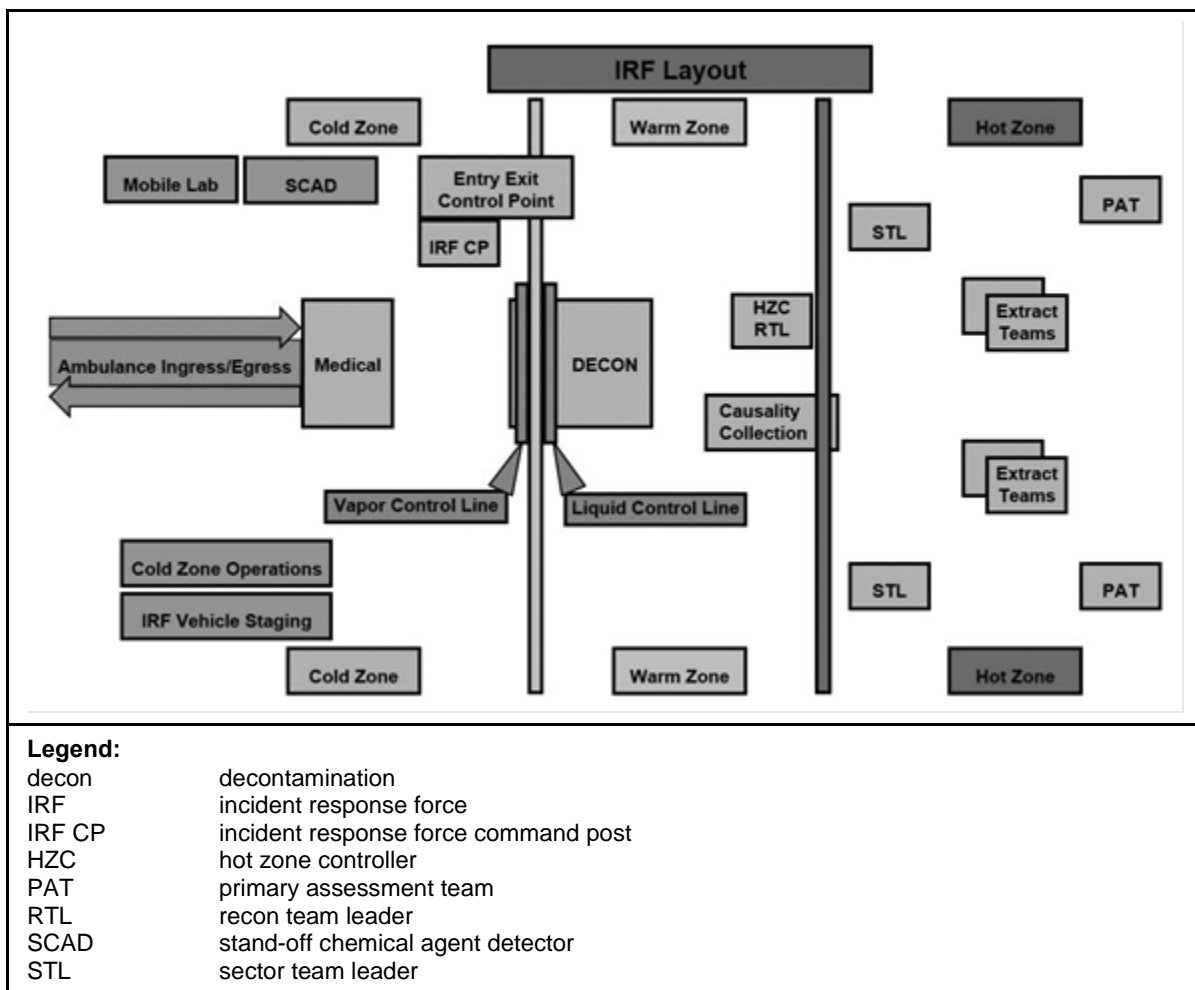 IRF Layout
Cold Zone
Warm Zone
Hot Zone
Mobile Lab
SCAD
Entry Exit
Control Point
PAT
STL
IRF CP
HZC
RTL
Extract
Teams
Ambulance Ingress/Egress
Medical
DECON
Causality
Collection
Extract
Teams
Vapor Control Line
Liquid Control Line
Cold Zone Operations
STL
PAT
IRF Vehicle Staging
Cold Zone
Warm Zone
Hot Zone
Legend:
decon decontamination
IRF incident response force
IRF CP incident response force command post
HZC hot zone controller
PAT primary assessment team
RTL recon team leader
SCAD stand-off chemical agent detector
STL sector team leader